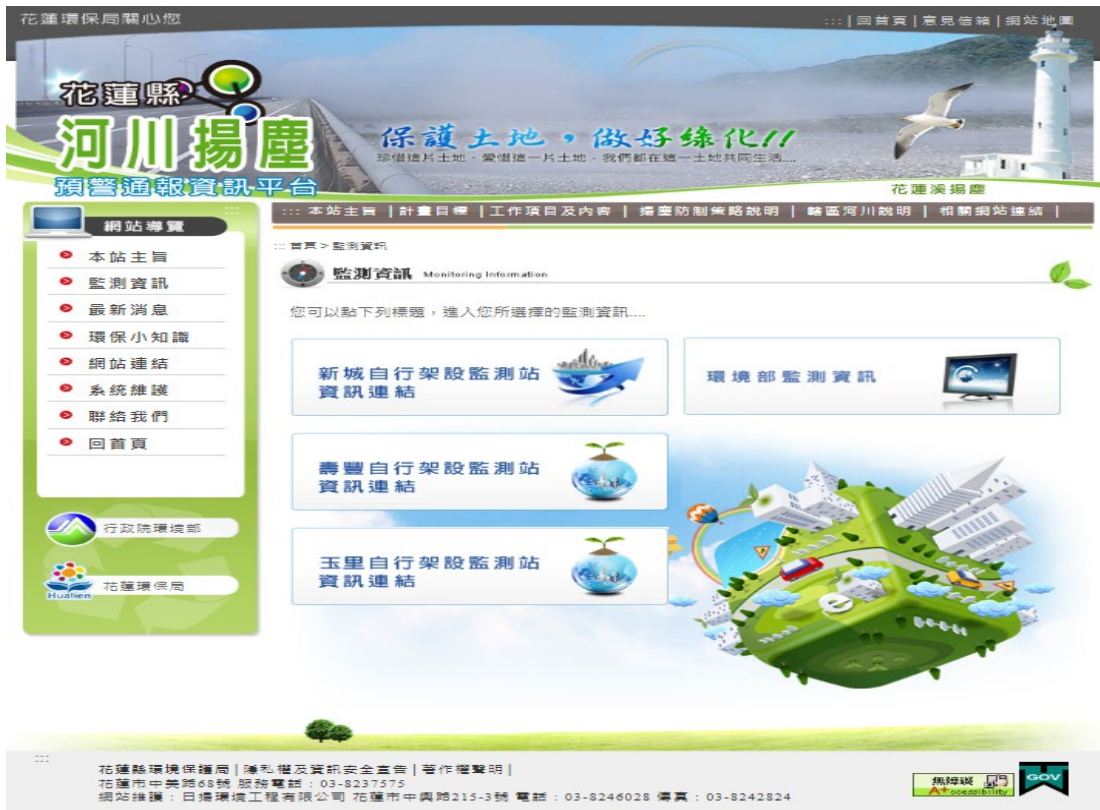 花蓮環保局關心您
:::|回首頁|意見信箱|網站地圖
花蓮縣
河川揚塵
預警通報資訊平台
保護土地，做好綠化!!
珍惜這片土地．愛惜這一片土地．我們都在這一土地共同生活....
花蓮溪揚塵
::: 本站主旨 |計畫目標 |工作項目及內容 | 揚塵防制策略說明 | 轄區河川說明 | 相關網站連結 |
:::
網站導覽
本站主旨
監測資訊
最新消息
環保小知識
網站連結
系統維護
聯絡我們
回首頁
行政院環境部
Hualien
花蓮環保局
::: 首頁 > 監測資訊
監測資訊 Monitoring Information
您可以點下列標題，進入您所選擇的監測資訊....
新城自行架設監測站
資訊連結
環境部監測資訊
壽豐自行架設監測站
資訊連結
玉里自行架設監測站
資訊連結
e
:::
花蓮縣環境保護局|隱私權及資訊安全宣告|著作權聲明|
花蓮市中美路68號 服務電話：03-8237575
網站維護：日揚環境工程有限公司 花蓮市中興路215-3號 電話：03-8246028 傳真：03-8242824
無障礙
A+ccessibility
GOV